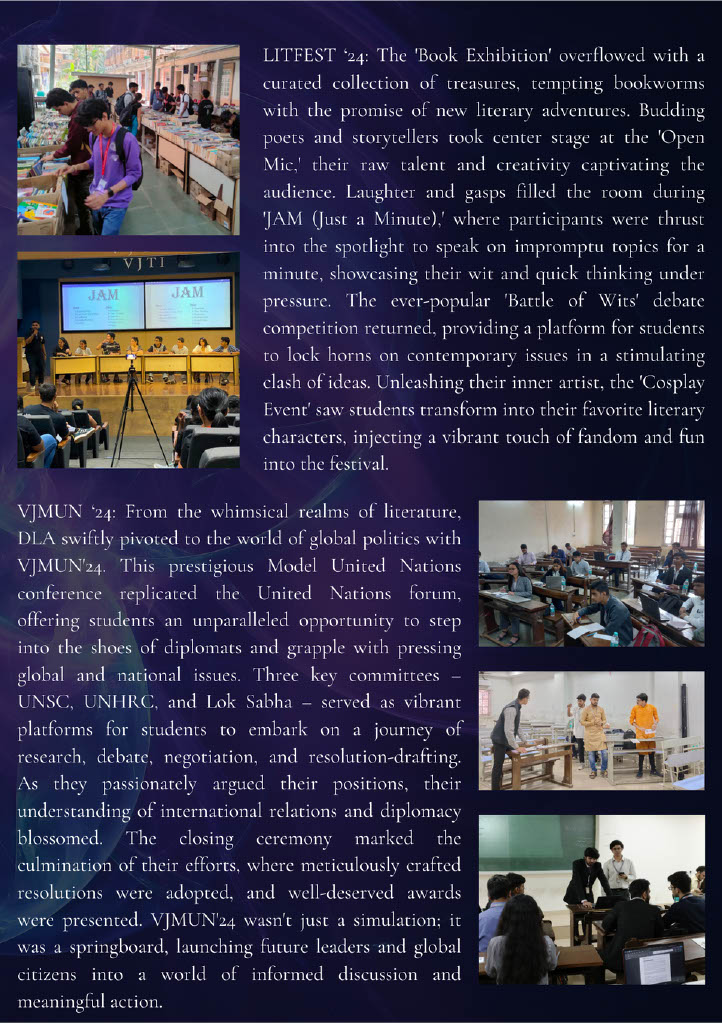 LITFEST ‘24: The 'Book Exhibition' overflowed with a
curated collection of treasures, tempting bookworms
with the promise of new literary adventures. Budding
poets and storytellers took center stage at the 'Open
Mic,' their raw talent and creativity captivating the
audience. Laughter and gasps filled the room during
'JAM (Just a Minute),' where participants were thrust
into the spotlight to speak on impromptu topics for a
minute, showcasing their wit and quick thinking under
pressure. The ever-popular 'Battle of Wits' debate
competition returned, providing a platform for students
to lock horns on contemporary issues in a stimulating
clash of ideas. Unleashing their inner artist, the 'Cosplay
Event' saw students transform into their favorite literary
characters, injecting a vibrant touch of fandom and fun
into the festival.
VJTI
JAM
JAM
VJMUN ‘24: From the whimsical realms of literature,
DLA swiftly pivoted to the world of global politics with
VJMUN'24. This prestigious Model United Nations
conference replicated the United Nations forum,
offering students an unparalleled opportunity to step
into the shoes of diplomats and grapple with pressing
global and national issues. Three key committees –
UNSC, UNHRC, and Lok Sabha – served as vibrant
platforms for students to embark on a journey of
research, debate, negotiation, and resolution-drafting.
As they passionately argued their positions, their
understanding of international relations and diplomacy
blossomed. The closing ceremony marked the
culmination of their efforts, where meticulously crafted
resolutions were adopted, and well-deserved awards
were presented. VJMUN'24 wasn't just a simulation; it
was a springboard, launching future leaders and global
citizens into a world of informed discussion and
meaningful action.